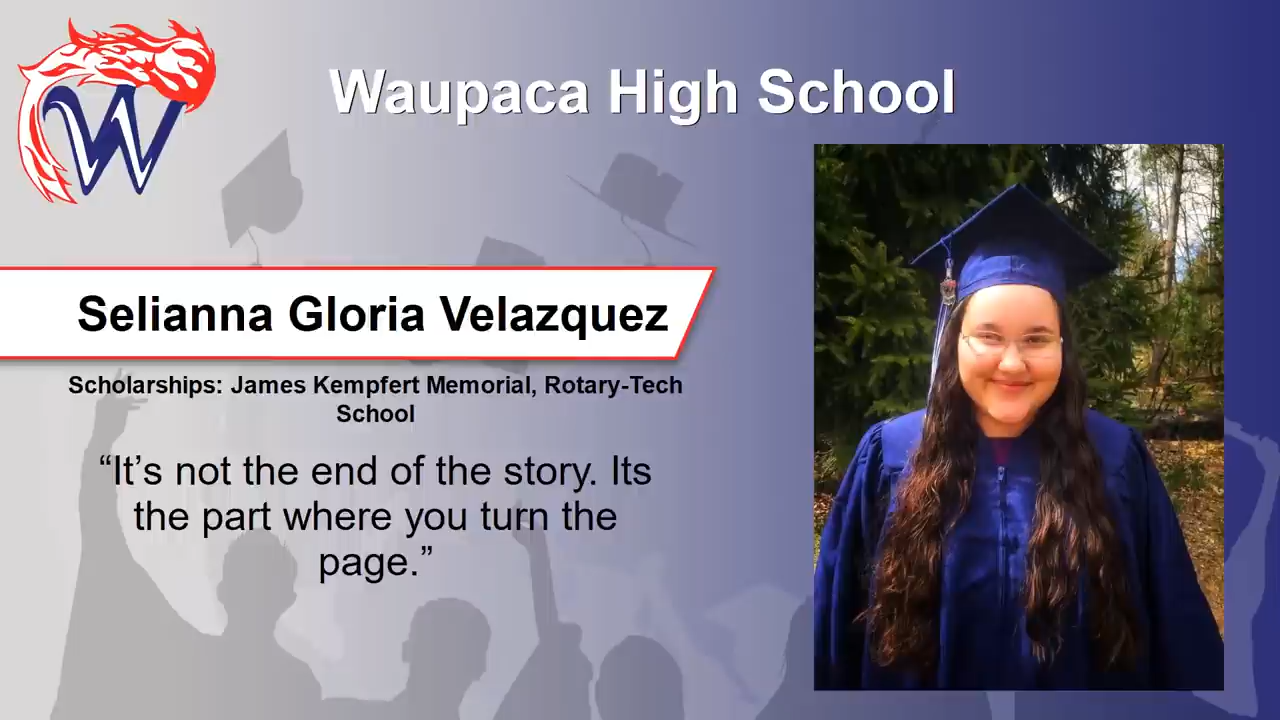 W
Waupaca High School
Selianna Gloria Velazquez
Scholarships: James Kempfert Memorial, Rotary-Tech
School
“It’s not the end of the story. Its
the part where you turn the
page.”